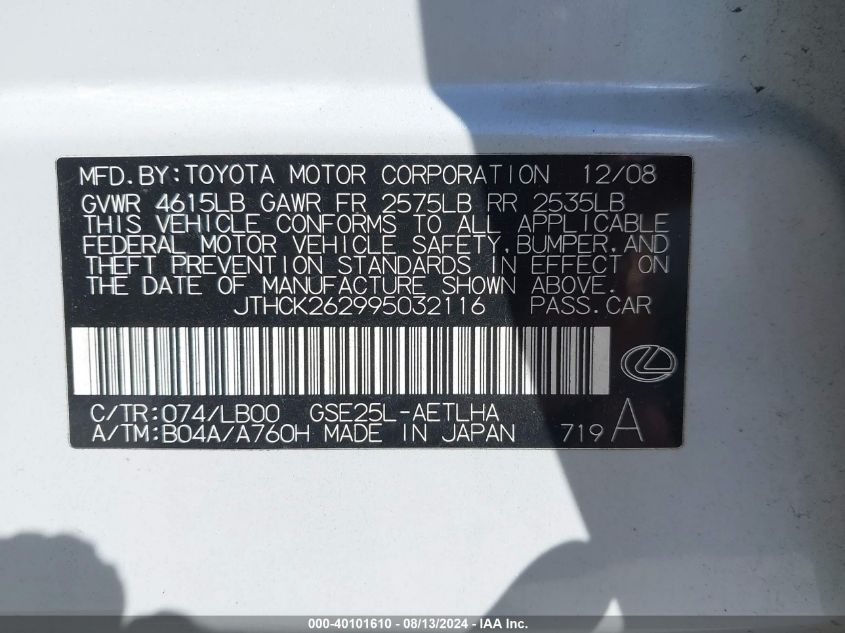 MFD.BY:TOYOTA MOTOR CORPORATION 12/08
GVWR 4615LB GAWR FR 2575LB RR 2535LB
THIS VEHICLE CONFORMS TO ALL APPLICABLE
FEDERAL MOTOR VEHICLE SAFETY,BUMPER,AND
THEFT PREVENTION STANDARDS IN EFFECT ON
THE DATE OF MANUFACTURE SHOWN ABOVE.
JTHCK262995032116 PASS.CAR
C/TR:074/LB00 GSE25L-AETLHA
A/TM:B04A/A760H MADE IN JAPAN 719 A
000-40101610 - 08/13/2024 - IAA Inc.